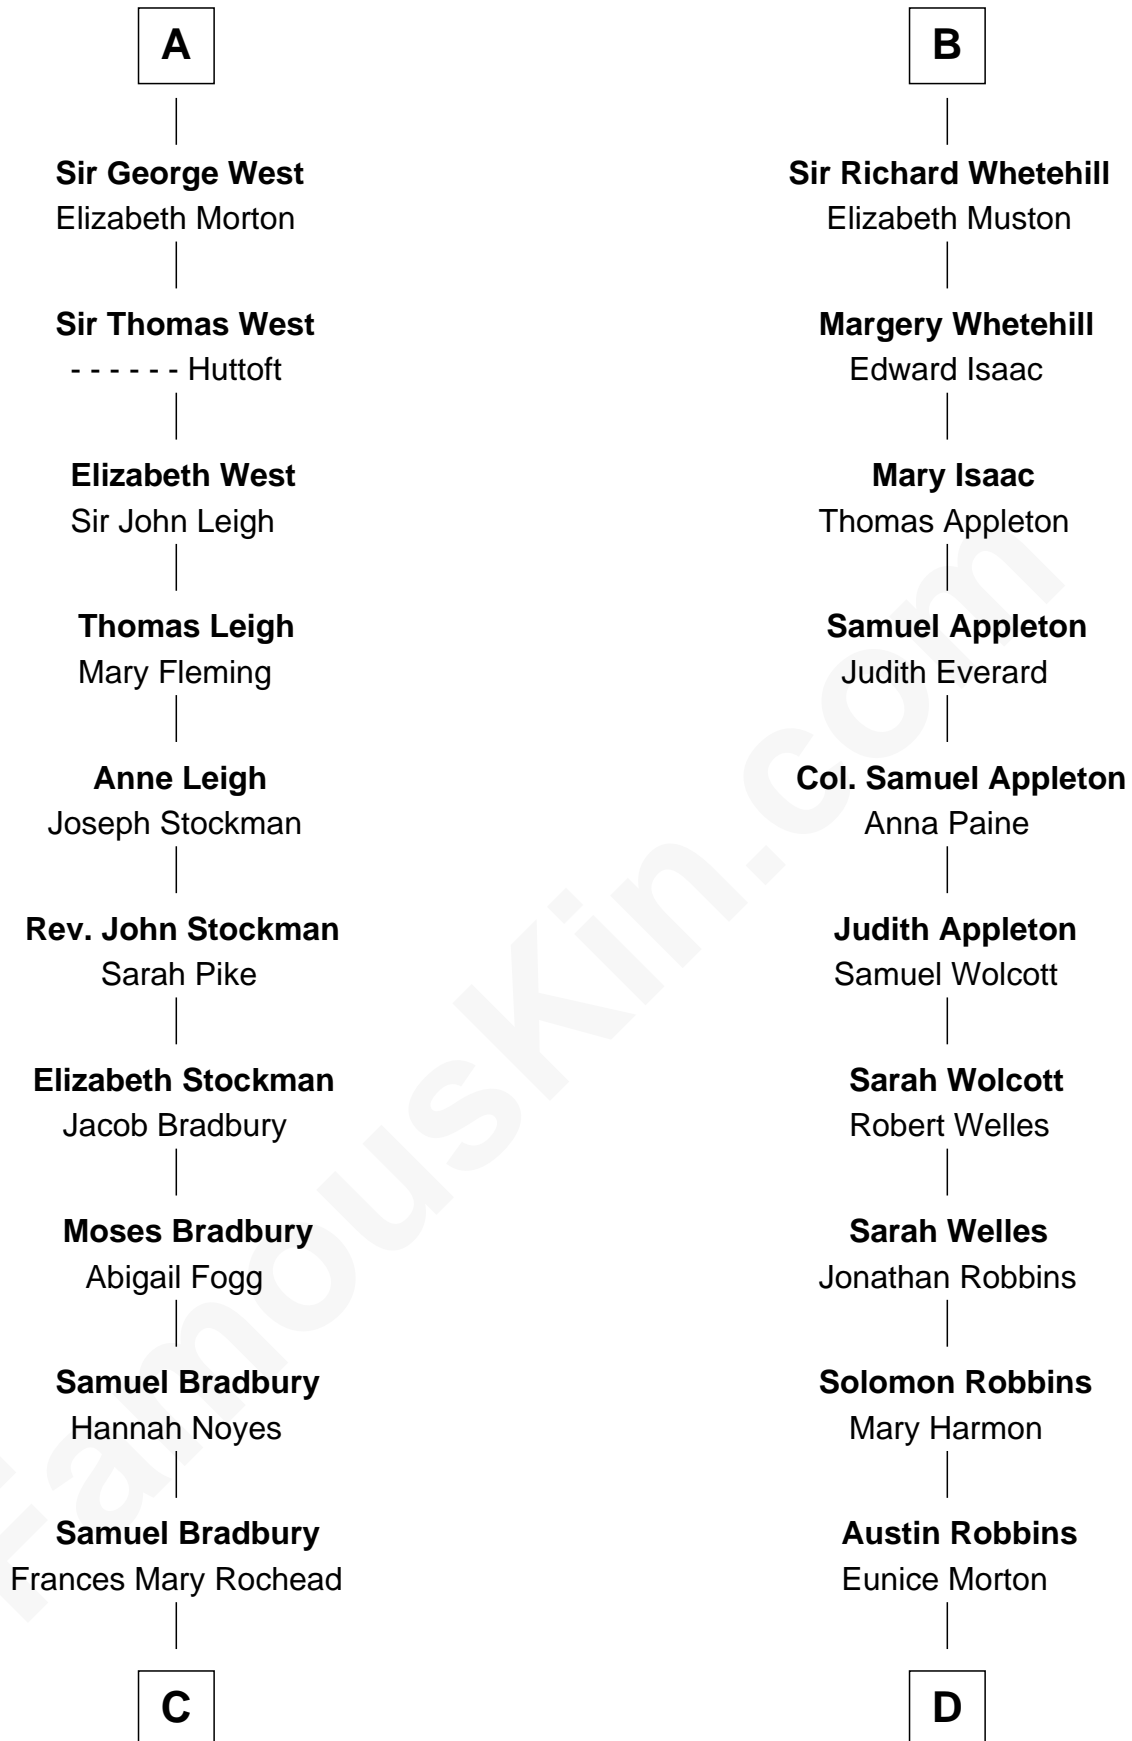 A
Sir George West
Elizabeth Morton
Sir Thomas West
- - - - - - Huttoft
Elizabeth West
Sir John Leigh
Thomas Leigh
Mary Fleming
Anne Leigh
Joseph Stockman
Rev. John Stockman
Sarah Pike
Elizabeth Stockman
Jacob Bradbury
Moses Bradbury
Abigail Fogg
Samuel Bradbury
Hannah Noyes
Samuel Bradbury
Frances Mary Rochead
C
B
Sir Richard Whetehill
Elizabeth Muston
Margery Whetehill
Edward Isaac
Mary Isaac
Thomas Appleton
Samuel Appleton
Judith Everard
Col. Samuel Appleton
Anna Paine
Judith Appleton
Samuel Wolcott
Sarah Wolcott
Robert Welles
Sarah Welles
Jonathan Robbins
Solomon Robbins
Mary Harmon
Austin Robbins
Eunice Morton
D
FamousKin.com